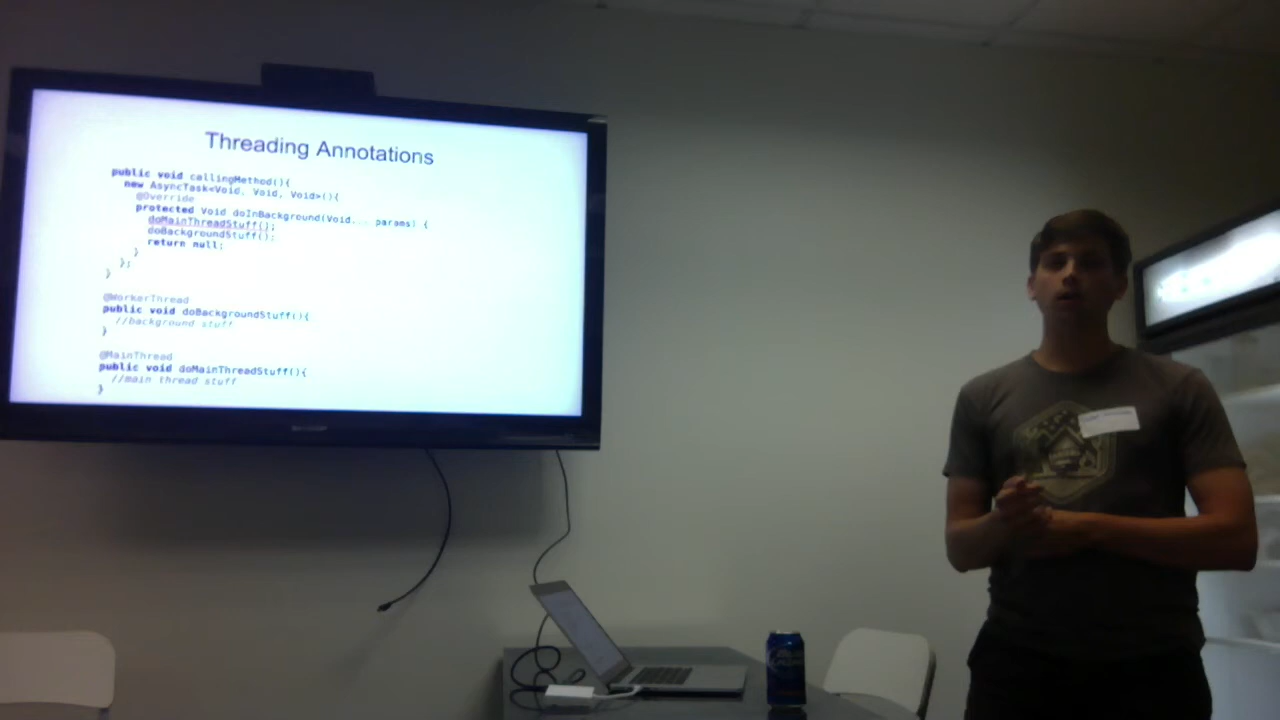 Threading Annotations
public void callingMethod(){
new AsyncTask<Void, Void, Void>(){
@Override
protected Void doInBackground(Void... params) {
doMainThreadStuff();
doBackgroundStuff();
return null;
}
};
}
@WorkerThread
public void doBackgroundStuff(){
//background stuff
}
@MainThread
public void doMainThreadStuff(){
//main thread stuff
}
SHARP